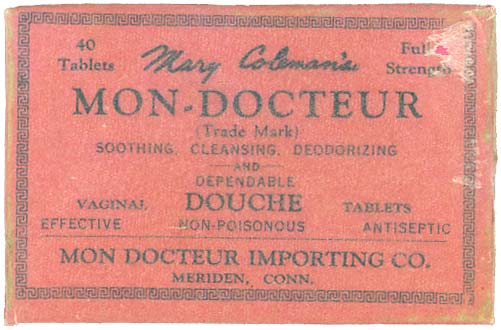 40 Tablets Mary Coleman's Full Strength
MON-DOCTEUR
(Trade Mark)
SOOTHING, CLEANSING, DEODORIZING
AND
DEPENDABLE
VAGINAL DOUCHE TABLETS
EFFECTIVE NON-POISONOUS ANTISEPTIC
MON DOCTEUR IMPORTING CO.
MERIDEN, CONN.